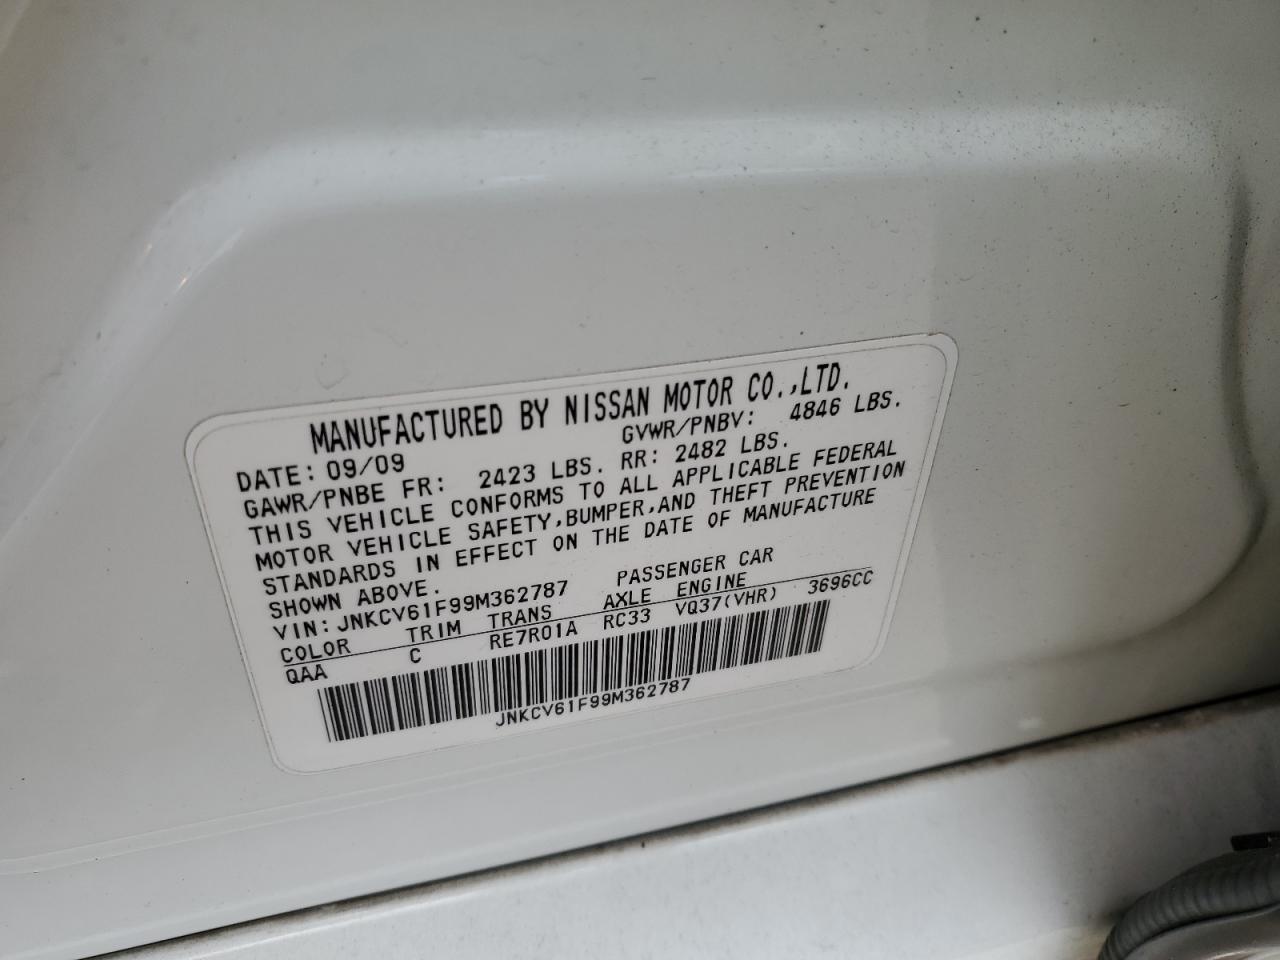 MANUFACTURED BY NISSAN MOTOR CO.,LTD.
DATE: 09/09 GVWR/PNBV: 4846 LBS.
GAWR/PNBE FR: 2423 LBS. RR: 2482 LBS.
THIS VEHICLE CONFORMS TO ALL APPLICABLE FEDERAL
MOTOR VEHICLE SAFETY,BUMPER,AND THEFT PREVENTION
STANDARDS IN EFFECT ON THE DATE OF MANUFACTURE
SHOWN ABOVE.
VIN: JNKCV61F99M362787 PASSENGER CAR
COLOR TRIM TRANS AXLE ENGINE
QAA C RE7R01A RC33 VQ37(VHR) 3696CC
JNKCV61F99M362787